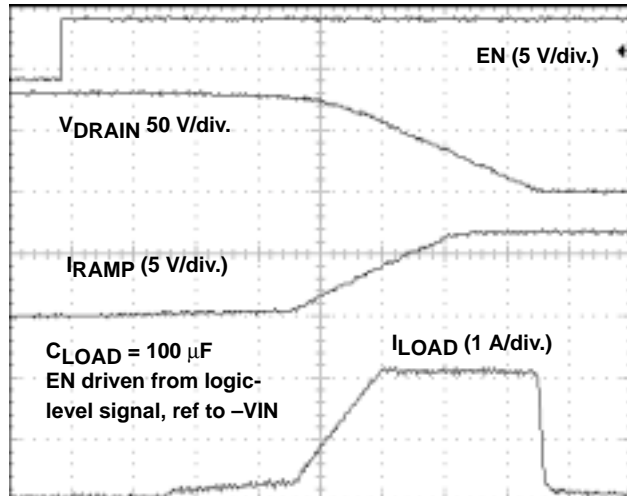 EN (5 V/div.)
VDRAIN 50 V/div.
IRAMP (5 V/div.)
CLOAD = 100 μF
EN driven from logic-
level signal, ref to –VIN
ILOAD (1 A/div.)